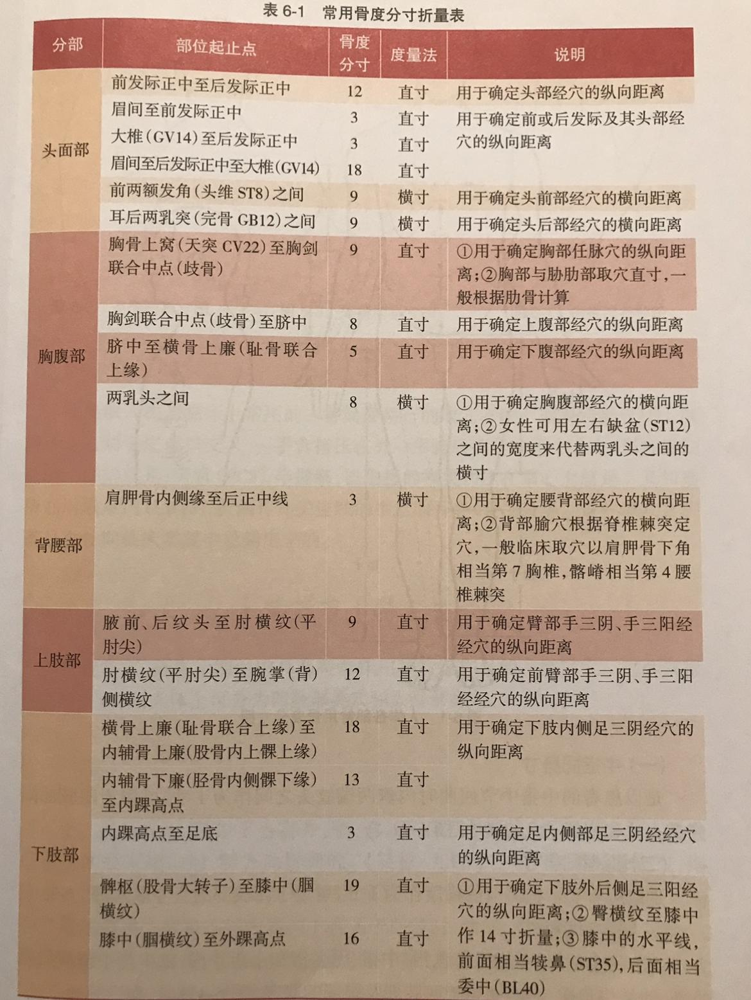 表 6-1 常用骨度分寸折量表
分部 部位起止点 骨度分寸 度量法 说明
头面部
前发际正中至后发际正中 12 直寸 用于确定头部经穴的纵向距离
眉间至前发际正中 3 直寸 用于确定前或后发际及其头部经
大椎(GV14)至后发际正中 3 直寸 穴的纵向距离
眉间至后发际正中至大椎(GV14) 18 直寸
前两额发角(头维 ST8)之间 9 横寸 用于确定头前部经穴的横向距离
耳后两乳突(完骨 GB12)之间 9 横寸 用于确定头后部经穴的横向距离
胸腹部
胸骨上窝(天突 CV22)至胸剑 9 直寸 ①用于确定胸部任脉穴的纵向距
联合中点(歧骨) 离;②胸部与胁肋部取穴直寸,一
般根据肋骨计算
胸剑联合中点(歧骨)至脐中 8 直寸 用于确定上腹部经穴的纵向距离
脐中至横骨上廉(耻骨联合 5 直寸 用于确定下腹部经穴的纵向距离
上缘)
两乳头之间 8 横寸 ①用于确定胸腹部经穴的横向距
离;②女性可用左右缺盆(ST12)
之间的宽度来代替两乳头之间的
横寸
背腰部
肩胛骨内侧缘至后正中线 3 横寸 ①用于确定腰背部经穴的横向距
离;②背部腧穴根据脊椎棘突定
穴,一般临床取穴以肩胛骨下角
相当第 7 胸椎,髂嵴相当第 4 腰
椎棘突
上肢部
腋前、后纹头至肘横纹(平 9 直寸 用于确定臂部手三阴、手三阳经
肘尖) 经穴的纵向距离
肘横纹(平肘尖)至腕掌(背) 12 直寸 用于确定前臂部手三阴、手三阳
侧横纹 经经穴的纵向距离
下肢部
横骨上廉(耻骨联合上缘)至 18 直寸 用于确定下肢内侧足三阴经穴的
内辅骨上廉(股骨内上髁上缘) 纵向距离
内辅骨下廉(胫骨内侧髁下缘) 13 直寸
至内踝高点
内踝高点至足底 3 直寸 用于确定足内侧部足三阴经经穴
的纵向距离
髀枢(股骨大转子)至膝中(腘 19 直寸 ①用于确定下肢外后侧足三阳经
横纹) 穴的纵向距离;②臀横纹至膝中
膝中(腘横纹)至外踝高点 16 直寸 作 14 寸折量;③膝中的水平线,
前面相当犊鼻(ST35),后面相当
委中(BL40)